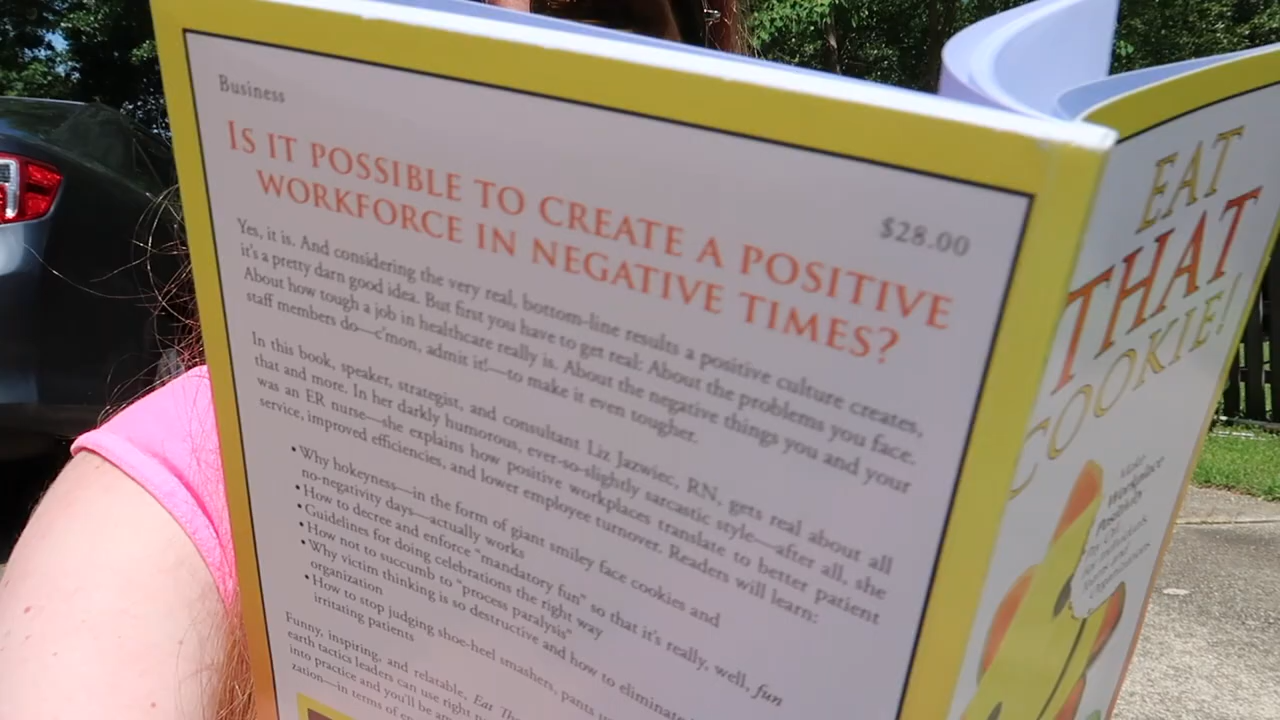 Business
$28.00
IS IT POSSIBLE TO CREATE A POSITIVE
WORKFORCE IN NEGATIVE TIMES?
Yes, it is. And considering the very real, bottom-line results a positive culture creates,
it's a pretty darn good idea. But first you have to get real: About the problems you face.
About how tough a job in healthcare really is. About the negative things you and your
staff members do—c'mon, admit it!—to make it even tougher.
In this book, speaker, strategist, and consultant Liz Jazwiec, RN, gets real about all
that and more. In her darkly humorous, ever-so-slightly sarcastic style—after all, she
was an ER nurse—she explains how positive workplaces translate to better patient
service, improved efficiencies, and lower employee turnover. Readers will learn:
• Why hokeyness—in the form of giant smiley face cookies and
no-negativity days—actually works
• How to decree and enforce "mandatory fun" so that it's really, well, fun
• Guidelines for doing celebrations the right way
• How not to succumb to "process paralysis"
• Why victim thinking is so destructive and how to eliminate
organization
• How to stop judging shoe-heel smashers, pants
irritating patients
Funny, inspiring, and relatable, Eat
earth tactics leaders can use right
into practice and you'll be
zation—in terms of
EAT
THAT
COOKIE!
Make
Workplace
Positivity